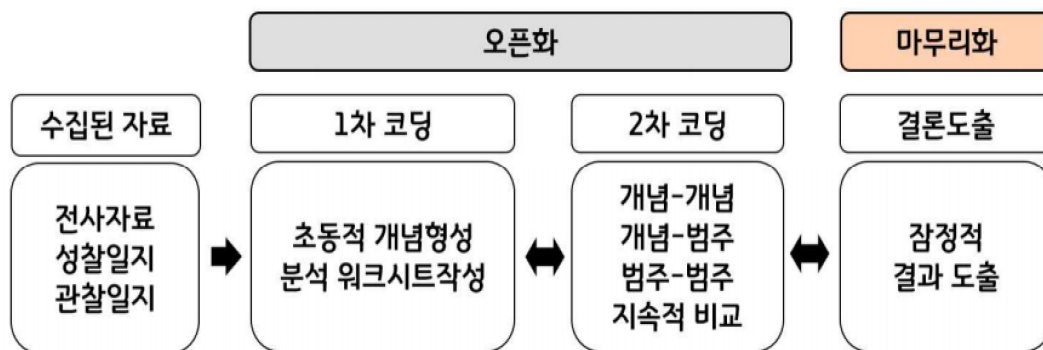 오픈화
마무리화
수집된 자료
1차 코딩
2차 코딩
결론도출
전사자료
성찰일지
관찰일지
초동적 개념형성
분석 워크시트작성
개념-개념
개념-범주
범주-범주
지속적 비교
잠정적
결과 도출